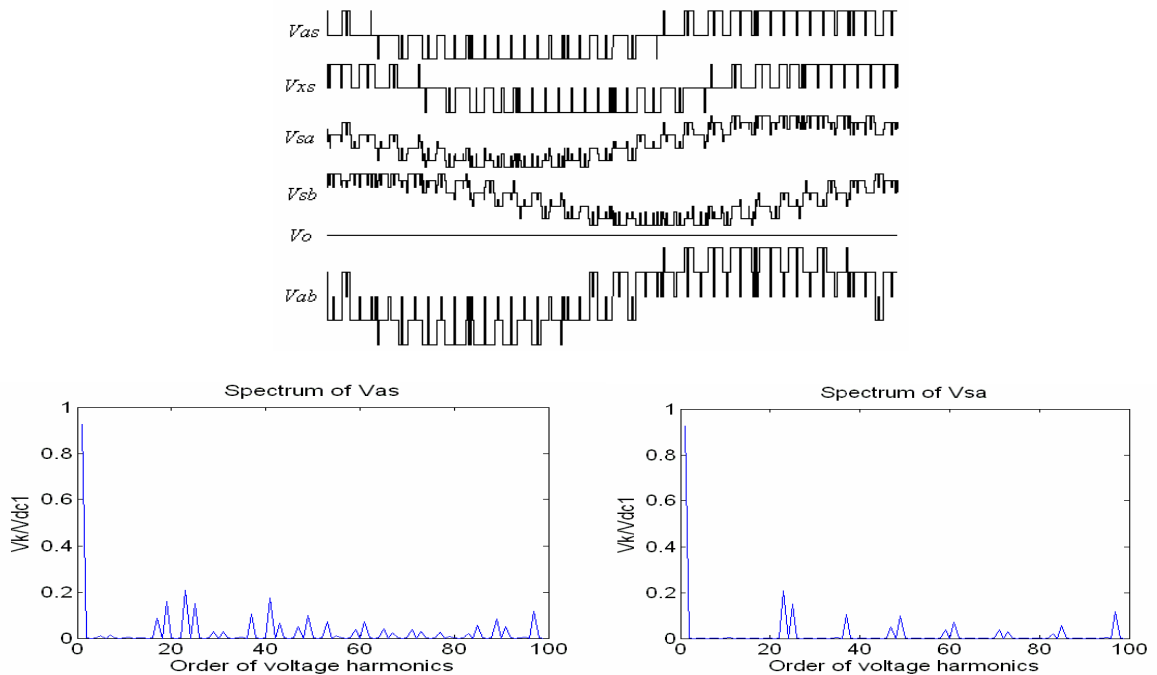 Vas
Vxs
Vsa
Vsb
Vo
Vab
Spectrum of Vas
Vk/Vdc1
1
0.8
0.6
0.4
0.2
0
0 20 40 60 80 100
Order of voltage harmonics
Spectrum of Vsa
Vk/Vdc1
1
0.8
0.6
0.4
0.2
0
0 20 40 60 80 100
Order of voltage harmonics